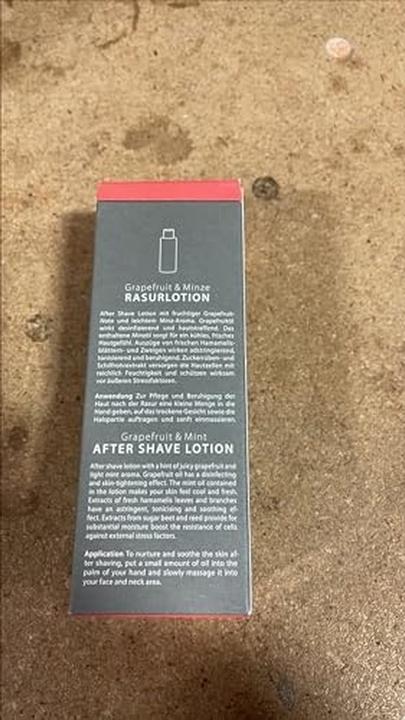 Grapefruit & Minze
RASURLOTION
After Shave Lotion mit fruchtiger Grapefruit-
Note und leichtem Minz-Aroma. Grapefruitöl
wirkt desinfizierend und hautstraffend. Das
enthaltene Minzöl sorgt für ein kühles, frisches
Hautgefühl. Auszüge von frischen Hamamelis-
blättern- und Zweigen wirken adstringierend,
tonisierend und beruhigend. Zuckerrüben- und
Schilfrohrextrakt versorgen die Hautzellen mit
reichlich Feuchtigkeit und schützen wirksam
vor äußeren Stressfaktoren.
Anwendung Zur Pflege und Beruhigung der
Haut nach der Rasur eine kleine Menge in die
Hand geben, auf das trockene Gesicht sowie die
Halspartie auftragen und sanft einmassieren.
Grapefruit & Mint
AFTER SHAVE LOTION
After shave lotion with a hint of juicy grapefruit and
light mint aroma. Grapefruit oil has a disinfecting
and skin-tightening effect. The mint oil contained
in the lotion makes your skin feel cool and fresh.
Extracts of fresh hamamelis leaves and branches
have an astringent, tonicising and soothing ef-
fect. Extracts from sugar beet and reed provide for
substantial moisture boost the resistance of cells
against external stress factors.
Application To nurture and soothe the skin af-
ter shaving, put a small amount of oil into the
palm of your hand and slowly massage it into
your face and neck area.